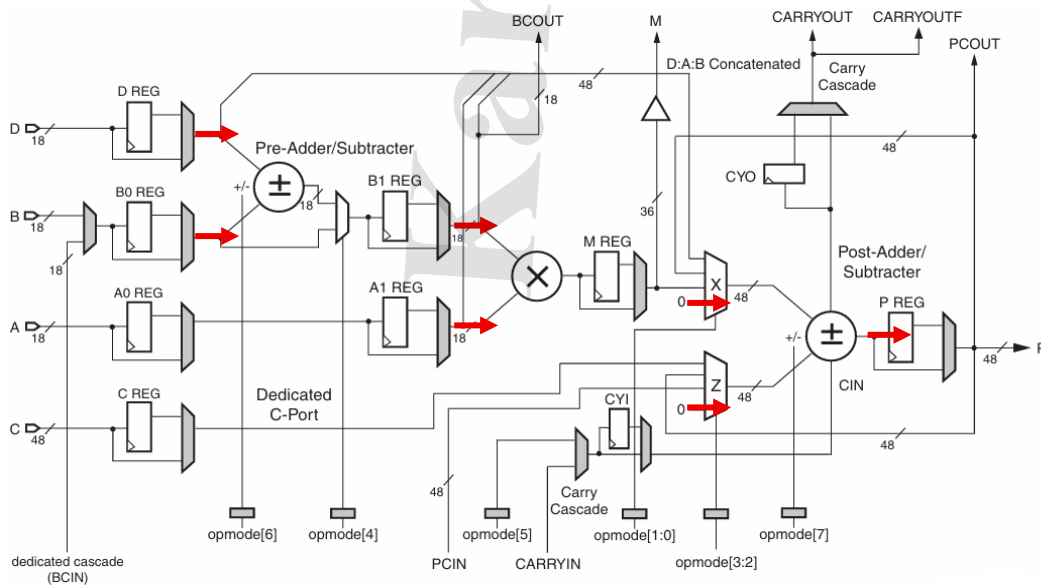 BCOUT
M
CARRYOUT
CARRYOUTF
PCOUT
D:A:B Concatenated
Carry
Cascade
48
18
D REG
D
18
Pre-Adder/Subtracter
48
+/-
B0 REG
B
18
18
B1 REG
18
CYO
36
18
M REG
Post-Adder/
Subtracter
X
0
48
P REG
A0 REG
A
18
A1 REG
18
+/-
48
P
CIN
C REG
C
48
Dedicated
C-Port
Z
0
48
CYI
48
Carry
Cascade
48
opmode[6]
opmode[4]
opmode[5]
opmode[1:0]
opmode[7]
dedicated cascade
(BCIN)
PCIN
CARRYIN
opmode[3:2]
Kar